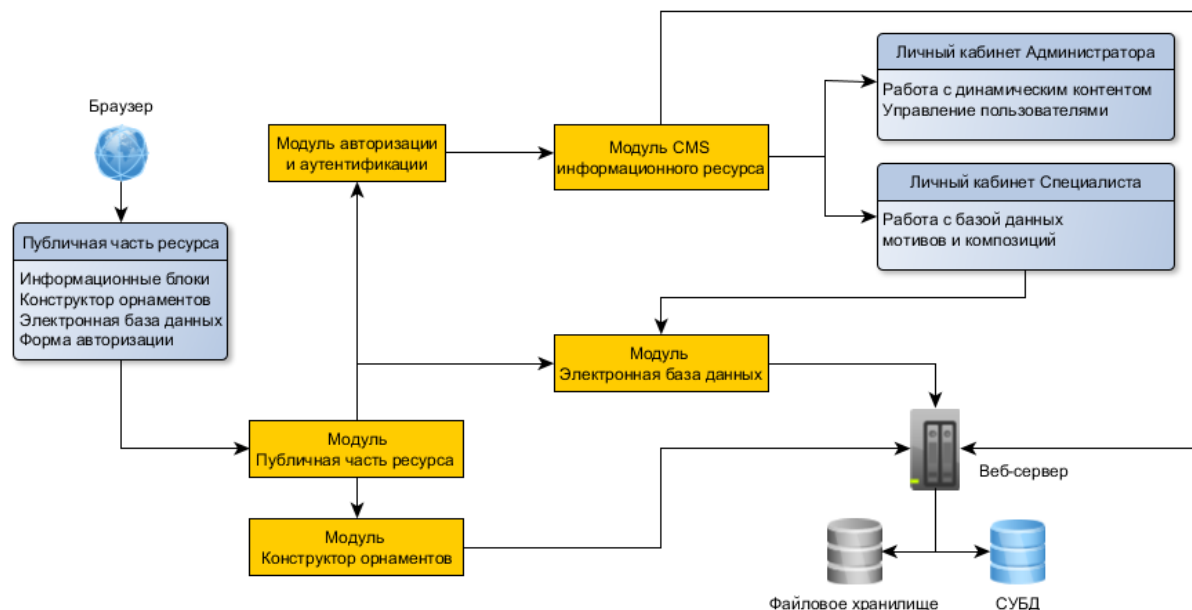 Браузер
Публичная часть ресурса
Информационные блоки
Конструктор орнаментов
Электронная база данных
Форма авторизации
Модуль авторизации
и аутентификации
Модуль CMS
информационного ресурса
Личный кабинет Администратора
Работа с динамическим контентом
Управление пользователями
Личный кабинет Специалиста
Работа с базой данных
мотивов и композиций
Модуль
Электронная база данных
Модуль
Публичная часть ресурса
Модуль
Конструктор орнаментов
Веб-сервер
Файловое хранилище
СУБД